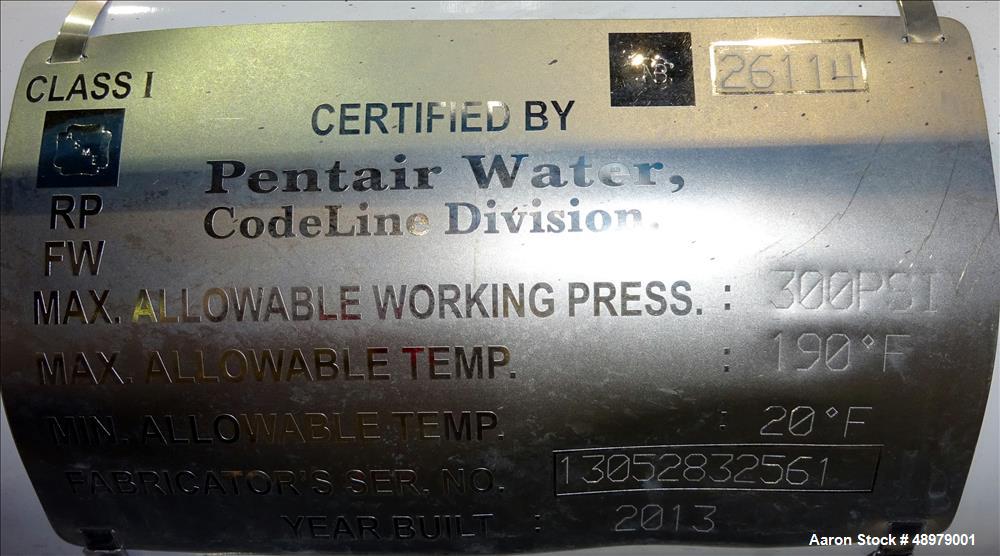 CLASS I
NB 26114
CERTIFIED BY
ASME
Pentair Water,
CodeLine Division.
RP
FW
MAX. ALLOWABLE WORKING PRESS. : 300PSI
MAX. ALLOWABLE TEMP. : 190°F
MIN. ALLOWABLE TEMP. : 20°F
FABRICATOR'S SER. NO. 13052832561
YEAR BUILT : 2013
Aaron Stock # 48979001